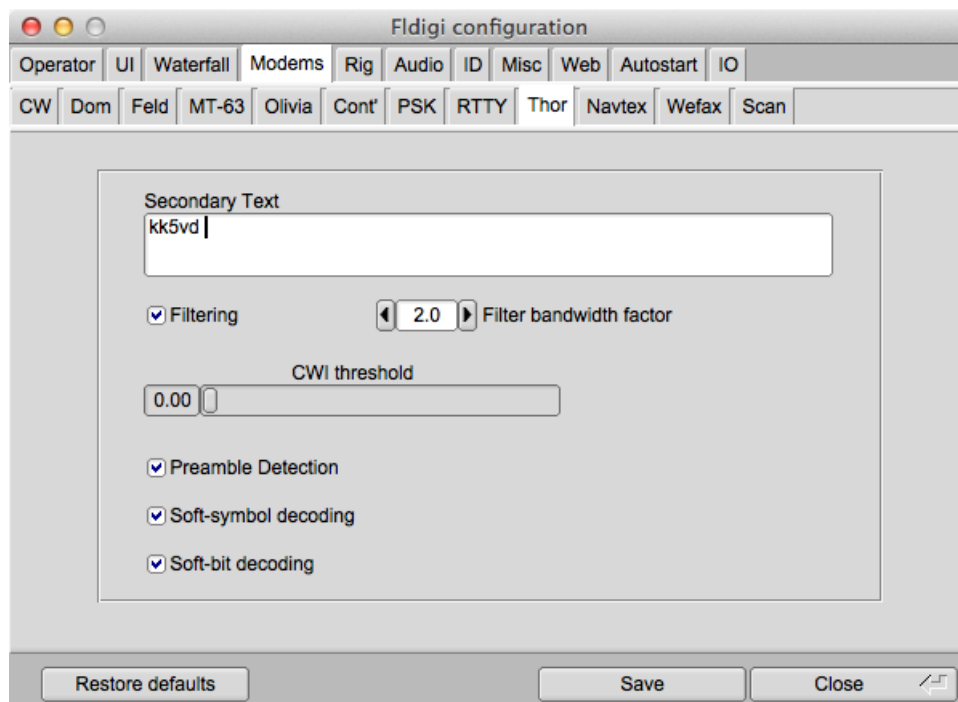 Fldigi configuration
Operator UI Waterfall Modems Rig Audio ID Misc Web Autostart IO
CW Dom Feld MT-63 Olivia Cont' PSK RTTY Thor Navtex Wefax Scan
Secondary Text
kk5vd
Filtering 2.0 Filter bandwidth factor
CWI threshold
0.00
Preamble Detection
Soft-symbol decoding
Soft-bit decoding
Restore defaults Save Close